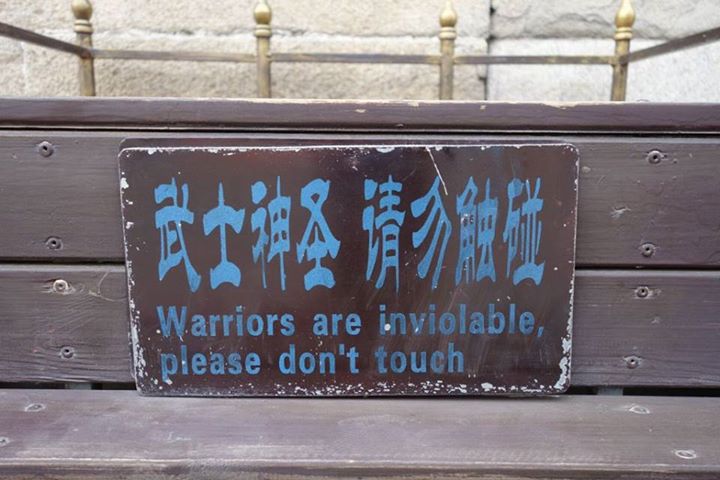 武士神圣 请勿触碰
Warriors are inviolable,
please don't touch